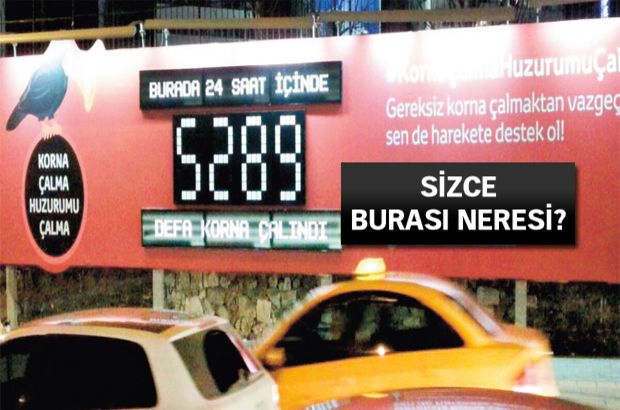 KORNA
ÇALMA
HUZURUMU
ÇALMA
BURADA 24 SAAT İÇİNDE
5289
DEFA KORNA ÇALINDI
#KornaÇalmaHuzurumuÇal
Gereksiz korna çalmaktan vazgeç
sen de harekete destek ol!
SİZCE
BURASI NERESİ?